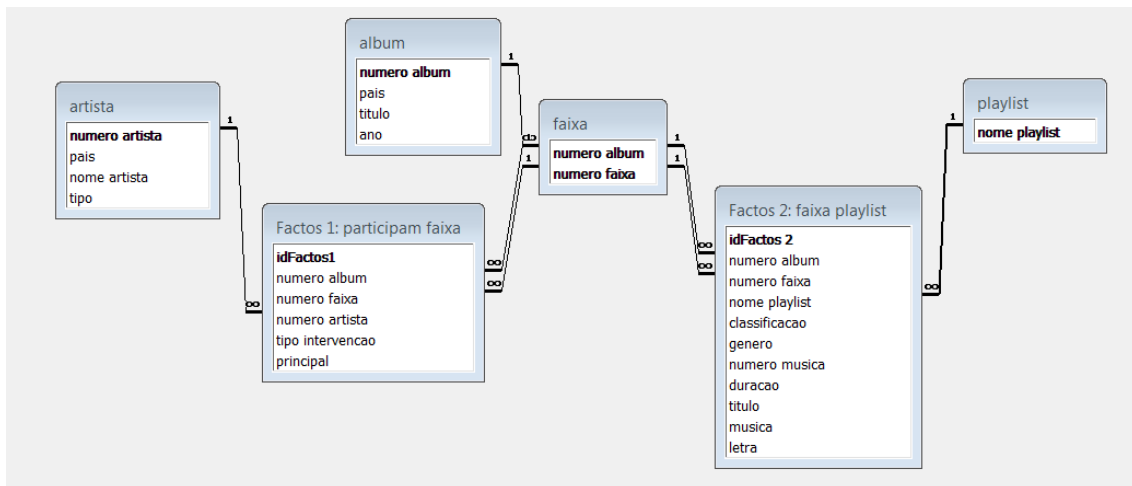 album
numero album
pais
titulo
ano
artista
numero artista
pais
nome artista
tipo
faixa
numero album
numero faixa
playlist
nome playlist
Factos 1: participam faixa
idFactos1
numero album
numero faixa
numero artista
tipo intervencao
principal
Factos 2: faixa playlist
idFactos 2
numero album
numero faixa
nome playlist
classificacao
genero
numero musica
duracao
titulo
musica
letra
1
1
1
1
1
1
∞
∞
∞
∞
∞
∞